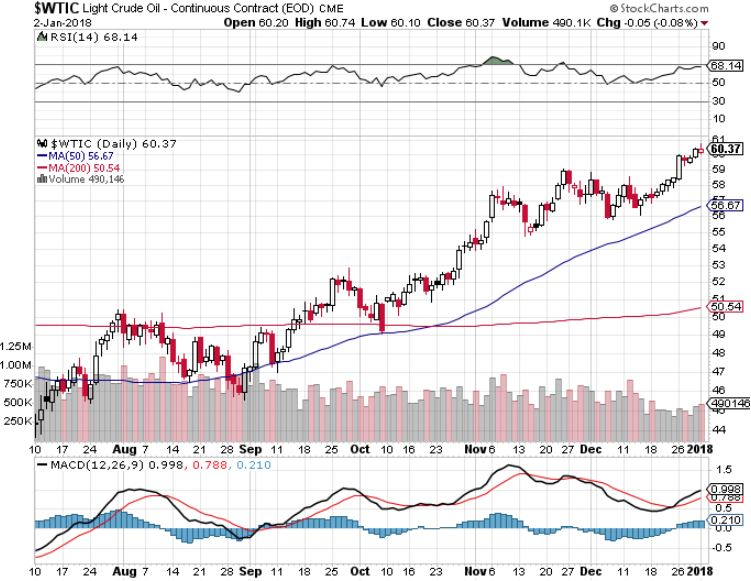 $WTIC Light Crude Oil - Continuous Contract (EOD) CME © StockCharts.com
2-Jan-2018 Open 60.20 High 60.74 Low 60.10 Close 60.37 Volume 490.1K Chg -0.05 (-0.08%)
RSI(14) 68.14
90
68.14
50
30
10
$WTIC (Daily) 60.37
MA(50) 56.67
MA(200) 50.54
Volume 490,146
61
60.37
59
58
56.67
55
54
53
52
51
50.54
50
49
1.25M 48
1.00M 47
750K 46
500K
490146
250K 44
10 17 24 Aug 7 14 21 28 Sep 11 18 25 Oct 10 16 23 Nov 6 13 20 27 Dec 11 18 26 2018
MACD(12,26,9) 0.998, 0.788, 0.210
1.5
0.998
0.788
0.5
0.210
0.0
-0.5
10 17 24 Aug 7 14 21 28 Sep 11 18 25 Oct 10 16 23 Nov 6 13 20 27 Dec 11 18 26 2018